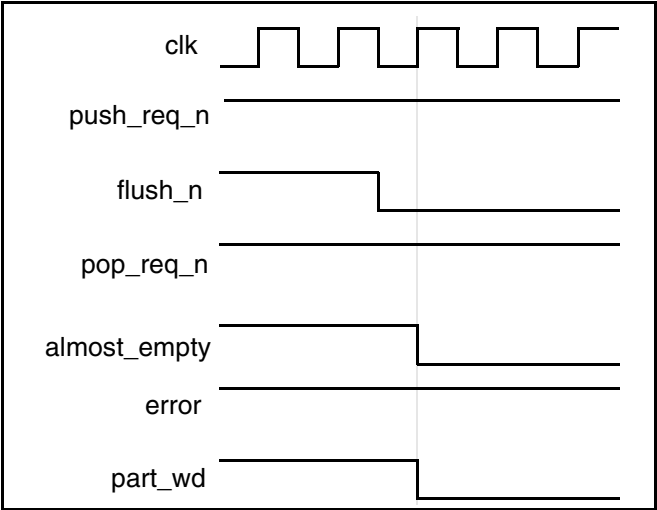 clk
push_req_n
flush_n
pop_req_n
almost_empty
error
part_wd